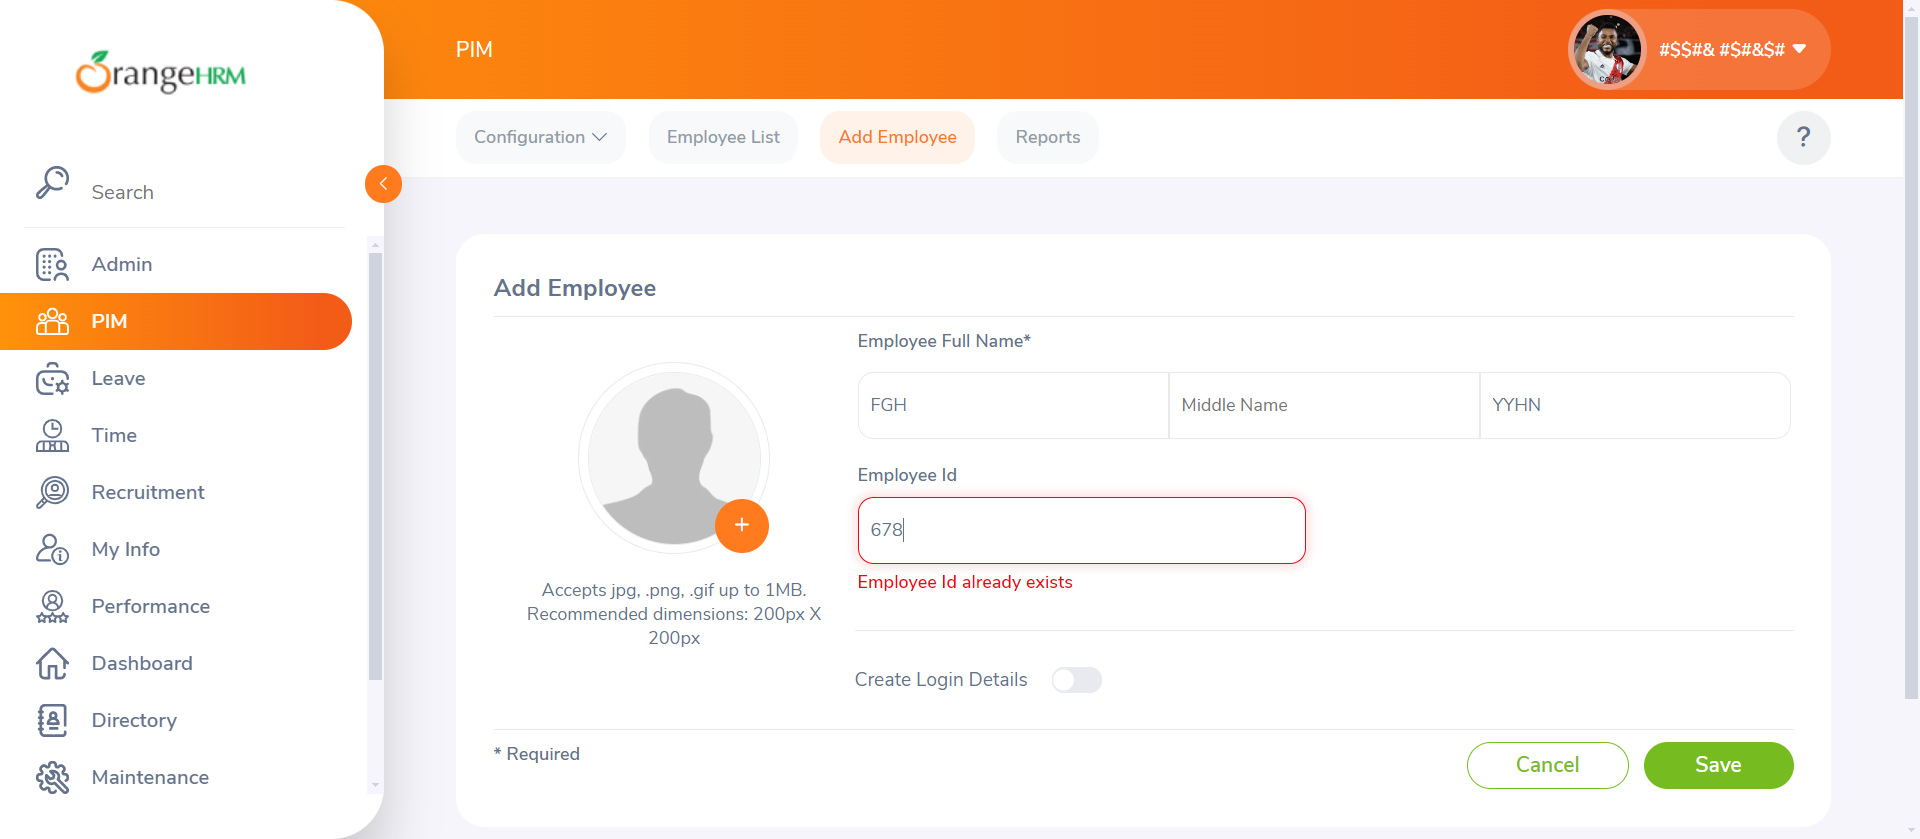 OrangeHRM
Search
Admin
PIM
Leave
Time
Recruitment
My Info
Performance
Dashboard
Directory
Maintenance
PIM
#$$#& #$#&$#
Configuration
Employee List
Add Employee
Reports
?
Add Employee
Accepts jpg, .png, .gif up to 1MB.
Recommended dimensions: 200px X
200px
Employee Full Name*
FGH
Middle Name
YYHN
Employee Id
678
Employee Id already exists
Create Login Details
* Required
Cancel
Save